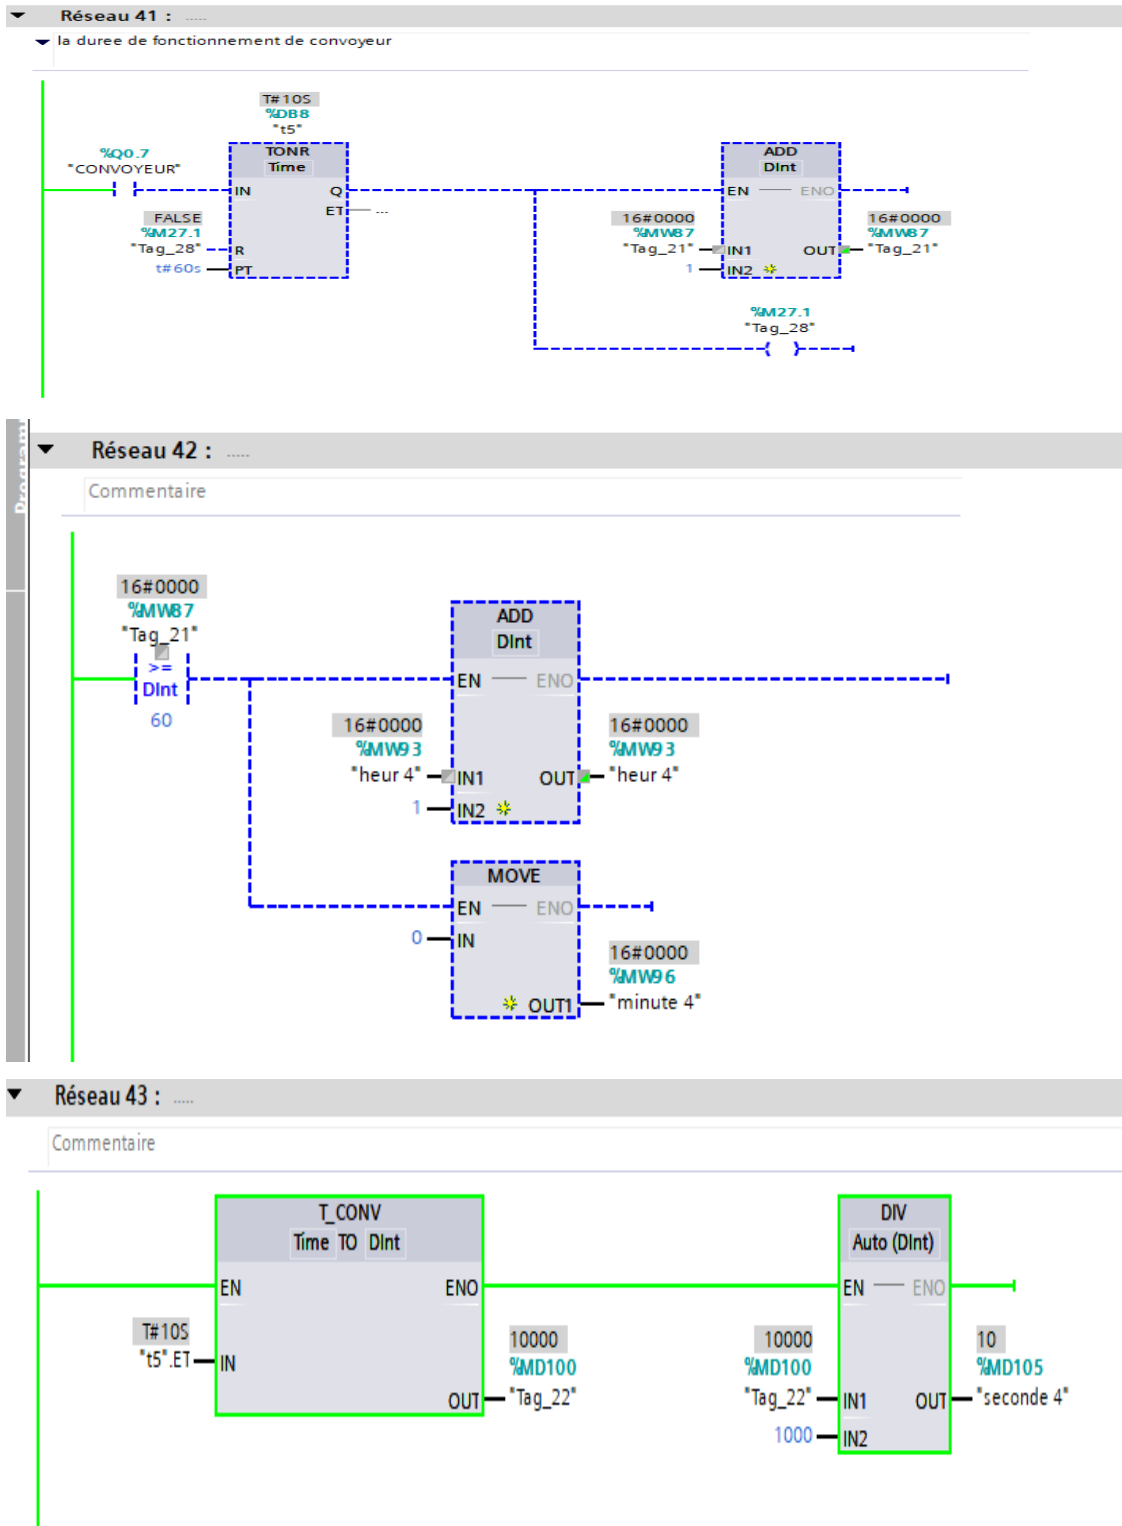 Réseau 41 : .....
la duree de fonctionnement de convoyeur
T#10S
%DB8
"t5"
%Q0.7
"CONVOYEUR"
TONR
Time
IN Q
ET ...
FALSE
%M27.1
"Tag_28" R
t#60s PT
ADD
DInt
EN ENO
16#0000
%MW87
"Tag_21" IN1
1 IN2
16#0000
%MW87
OUT "Tag_21"
%M27.1
"Tag_28"
Programm
Réseau 42 : .....
Commentaire
16#0000
%MW87
"Tag_21"
>=
DInt
60
ADD
DInt
EN ENO
16#0000
%MW93
"heur 4" IN1
1 IN2
16#0000
%MW93
OUT "heur 4"
MOVE
EN ENO
0 IN
16#0000
%MW96
OUT1 "minute 4"
Réseau 43 : .....
Commentaire
T_CONV
Time TO DInt
EN ENO
T#10S
"t5".ET IN
10000
%MD100
OUT "Tag_22"
DIV
Auto (DInt)
EN ENO
10000
%MD100
"Tag_22" IN1
1000 IN2
10
%MD105
OUT "seconde 4"